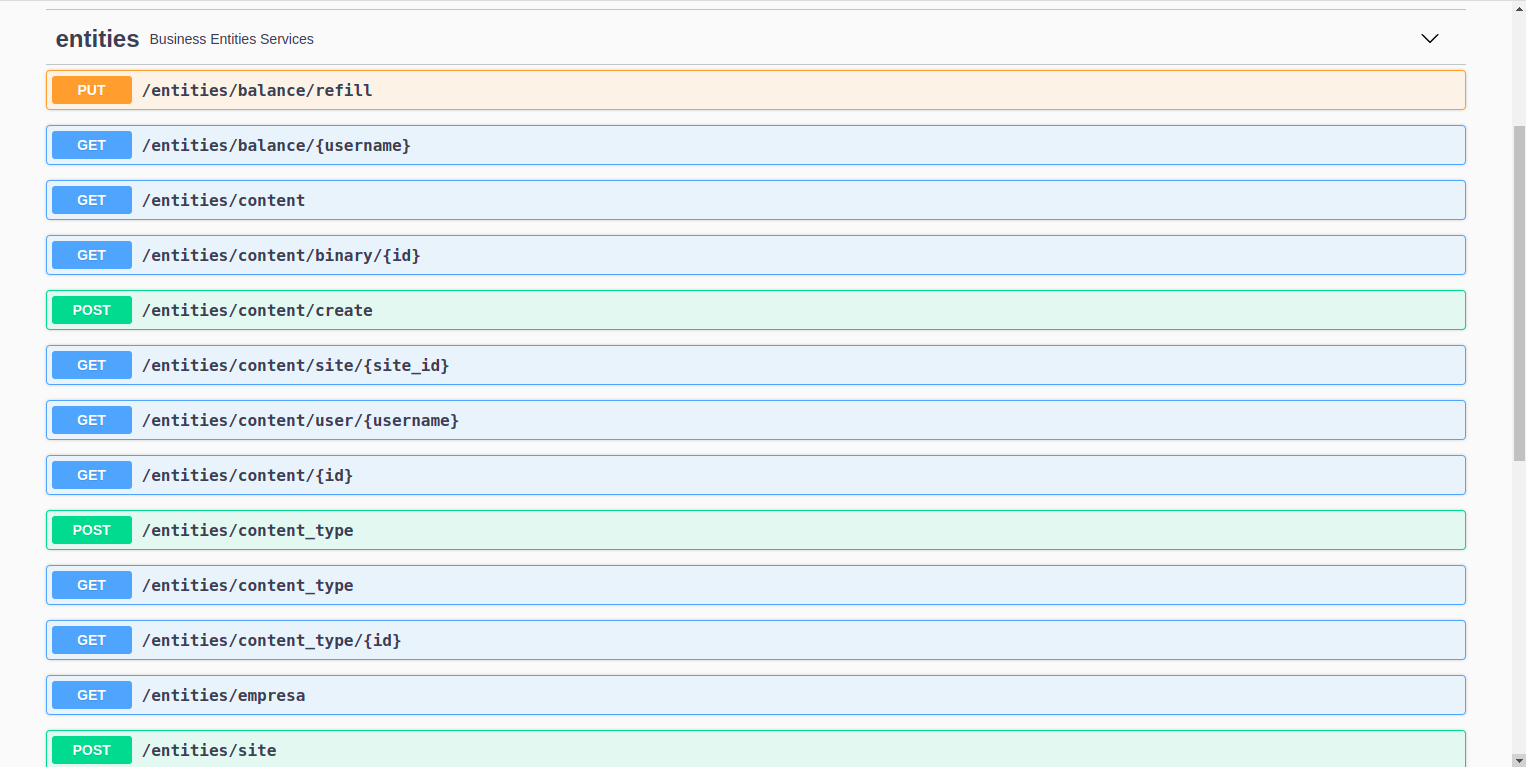 entities Business Entities Services
PUT /entities/balance/refill
GET /entities/balance/{username}
GET /entities/content
GET /entities/content/binary/{id}
POST /entities/content/create
GET /entities/content/site/{site_id}
GET /entities/content/user/{username}
GET /entities/content/{id}
POST /entities/content_type
GET /entities/content_type
GET /entities/content_type/{id}
GET /entities/empresa
POST /entities/site